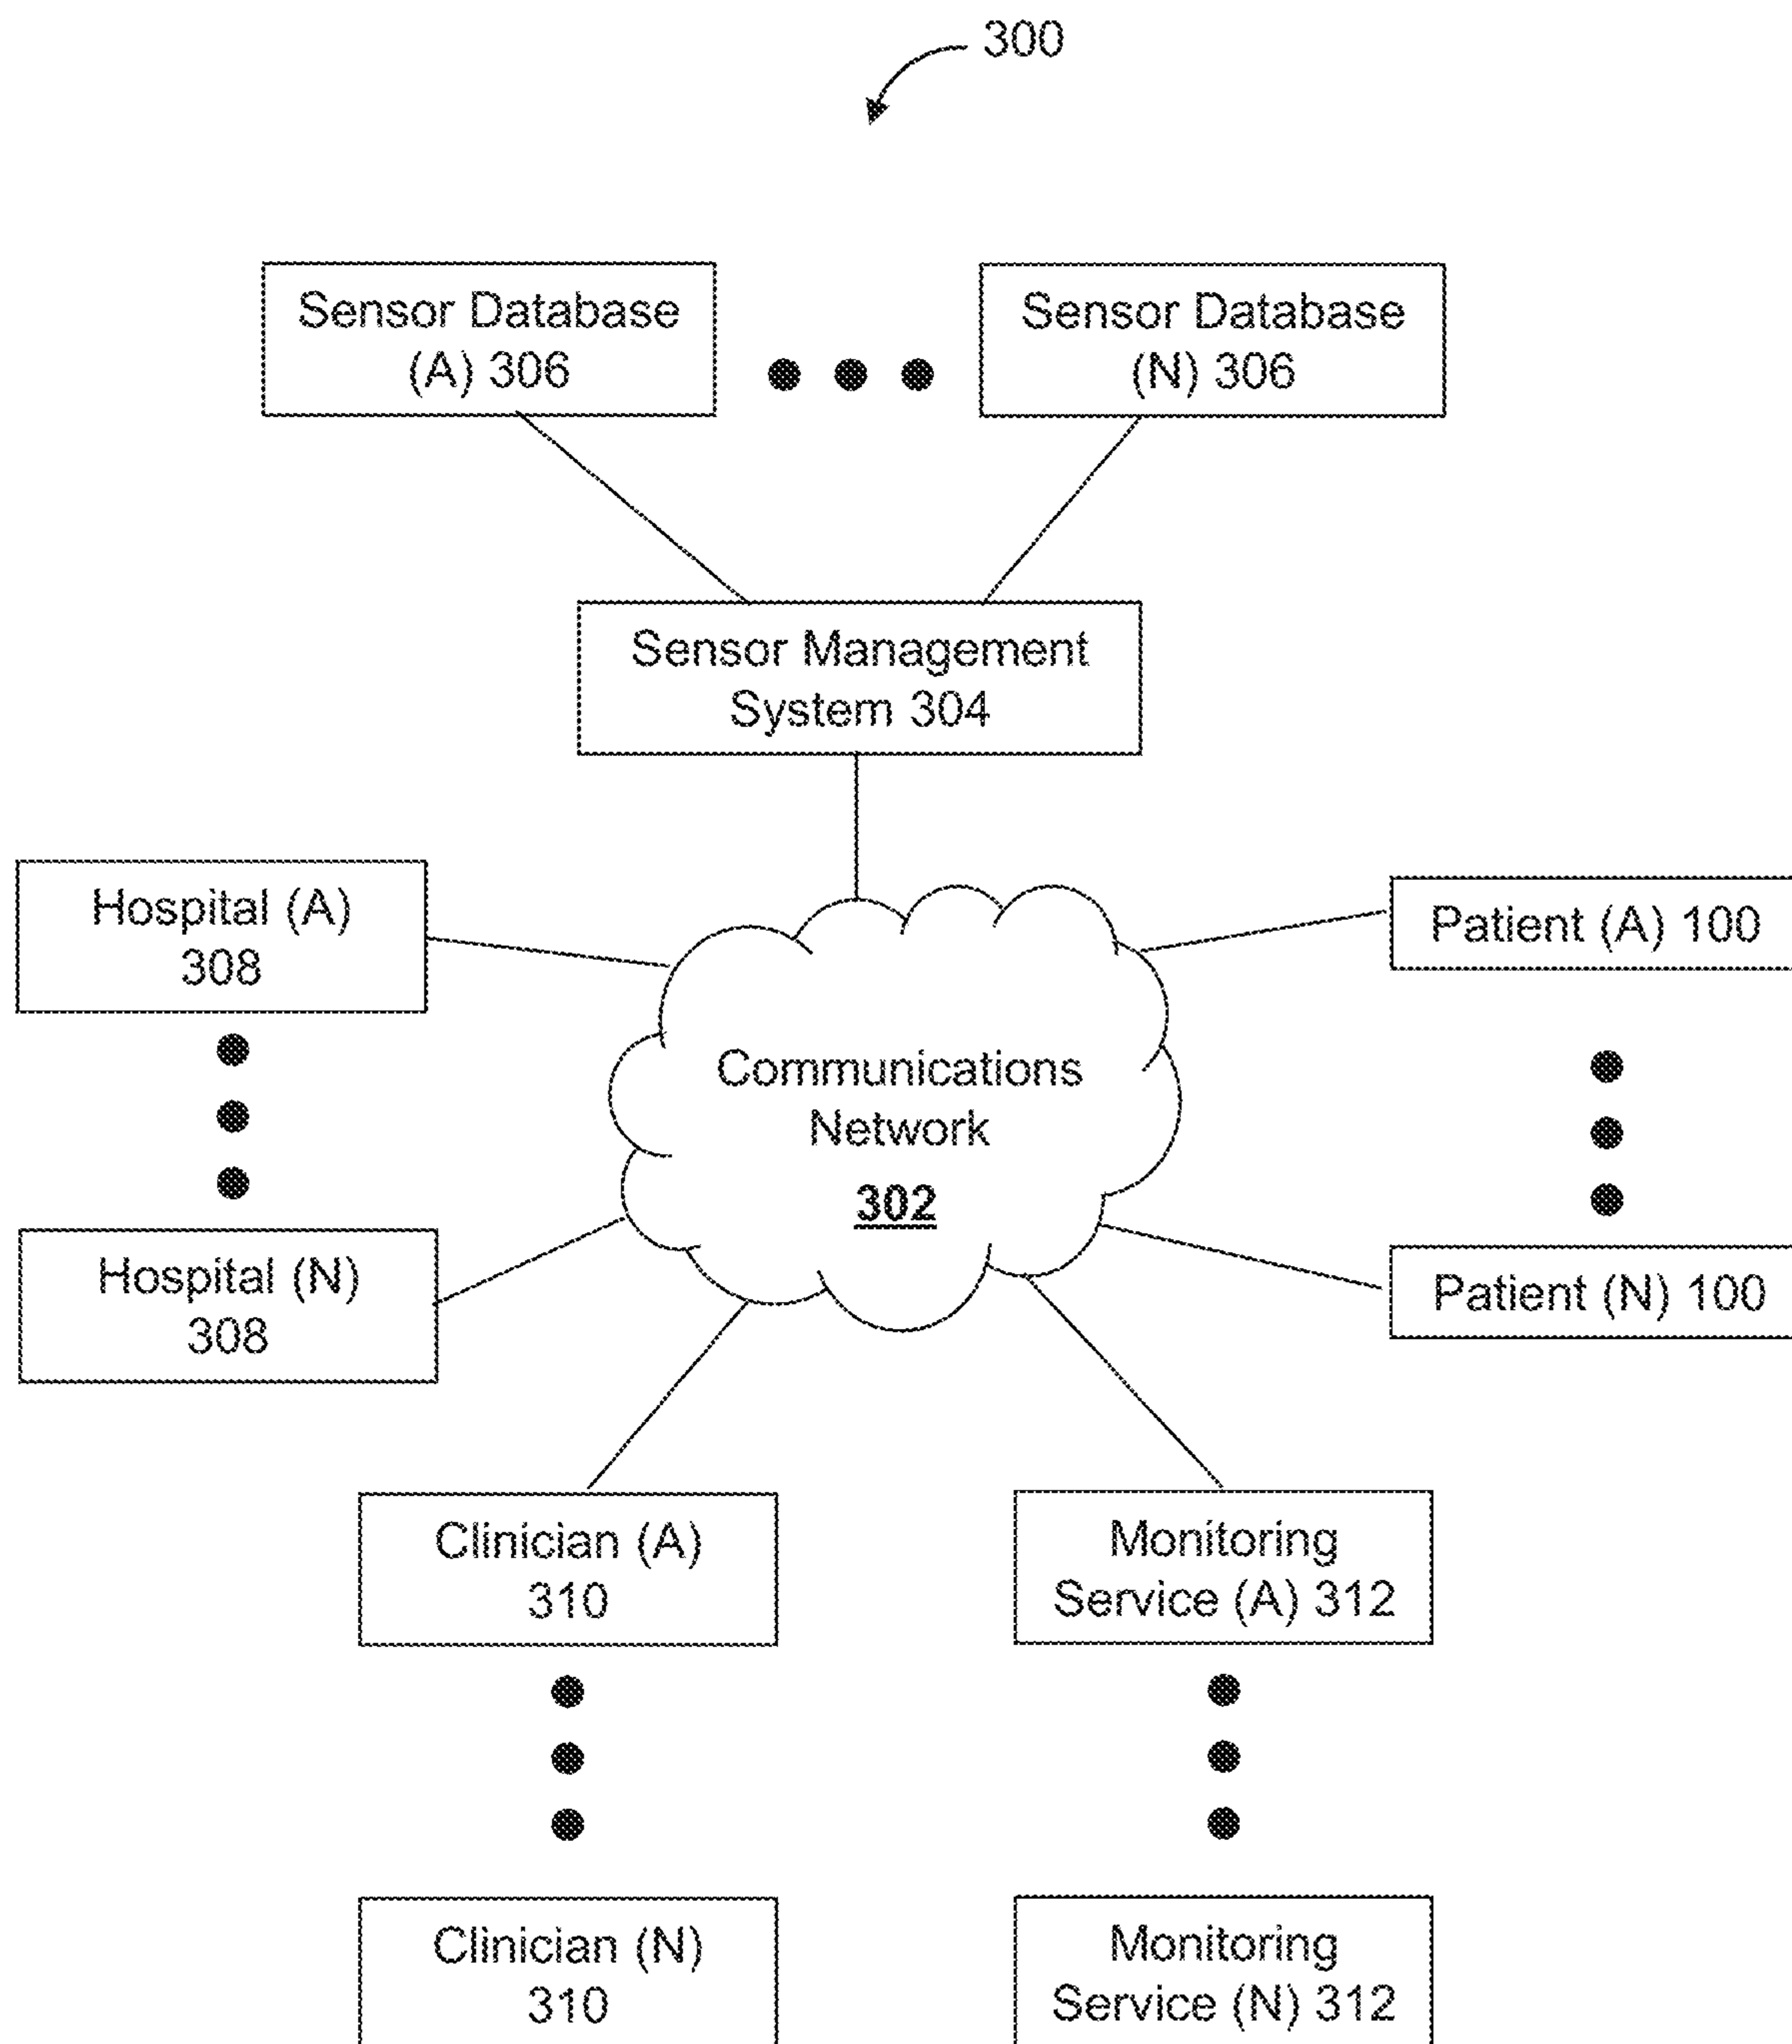 300
Sensor Database
(A) 306
Sensor Database
(N) 306
Sensor Management
System 304
Hospital (A)
308
Patient (A) 100
Communications
Network
302
Hospital (N)
308
Patient (N) 100
Clinician (A)
310
Monitoring
Service (A) 312
Clinician (N)
310
Monitoring
Service (N) 312